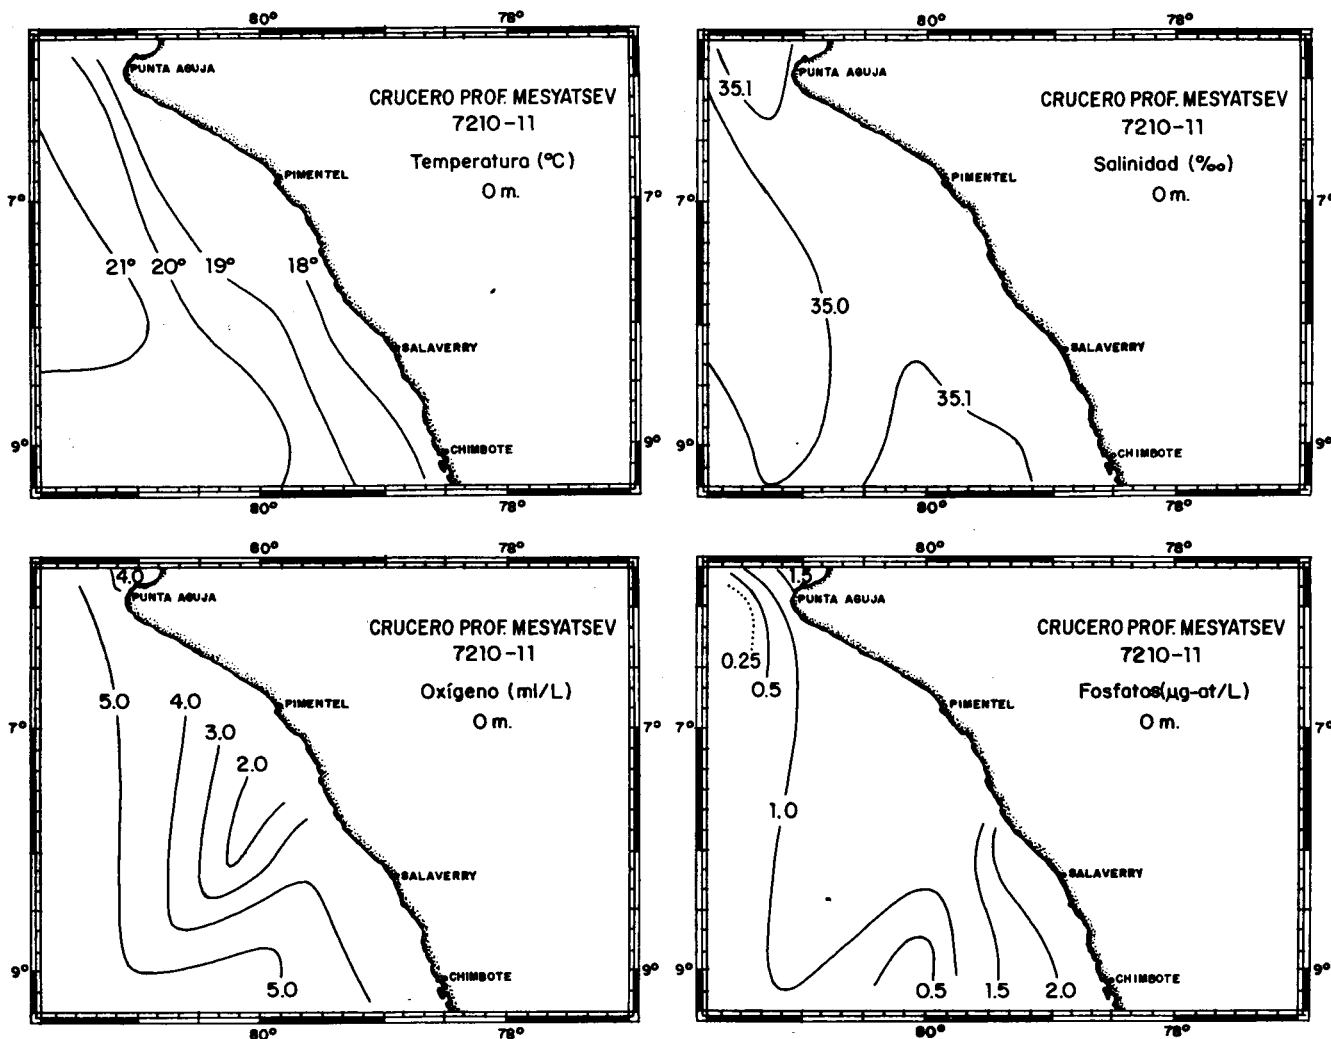 80°
78°
PUNTA AGUJA
CRUCERO PROF. MESYATSEV
7210-11
Temperatura (°C)
0 m.
PIMENTEL
7°
7°
21°
20°
19°
18°
SALAVERRY
CHIMBOTE
9°
9°
80°
78°
80°
78°
35.1
PUNTA AGUJA
CRUCERO PROF. MESYATSEV
7210-11
Salinidad (‰)
0 m.
PIMENTEL
7°
35.0
SALAVERRY
35.1
CHIMBOTE
9°
80°
78°
80°
78°
4.0
PUNTA AGUJA
CRUCERO PROF. MESYATSEV
7210-11
Oxígeno (ml/L)
0 m.
PIMENTEL
5.0
4.0
3.0
2.0
7°
7°
SALAVERRY
CHIMBOTE
9°
9°
5.0
80°
78°
80°
78°
1.5
PUNTA AGUJA
CRUCERO PROF. MESYATSEV
7210-11
Fosfatos(µg-at/L)
0 m.
0.25
0.5
PIMENTEL
7°
1.0
SALAVERRY
CHIMBOTE
9°
0.5
1.5
2.0
80°
78°